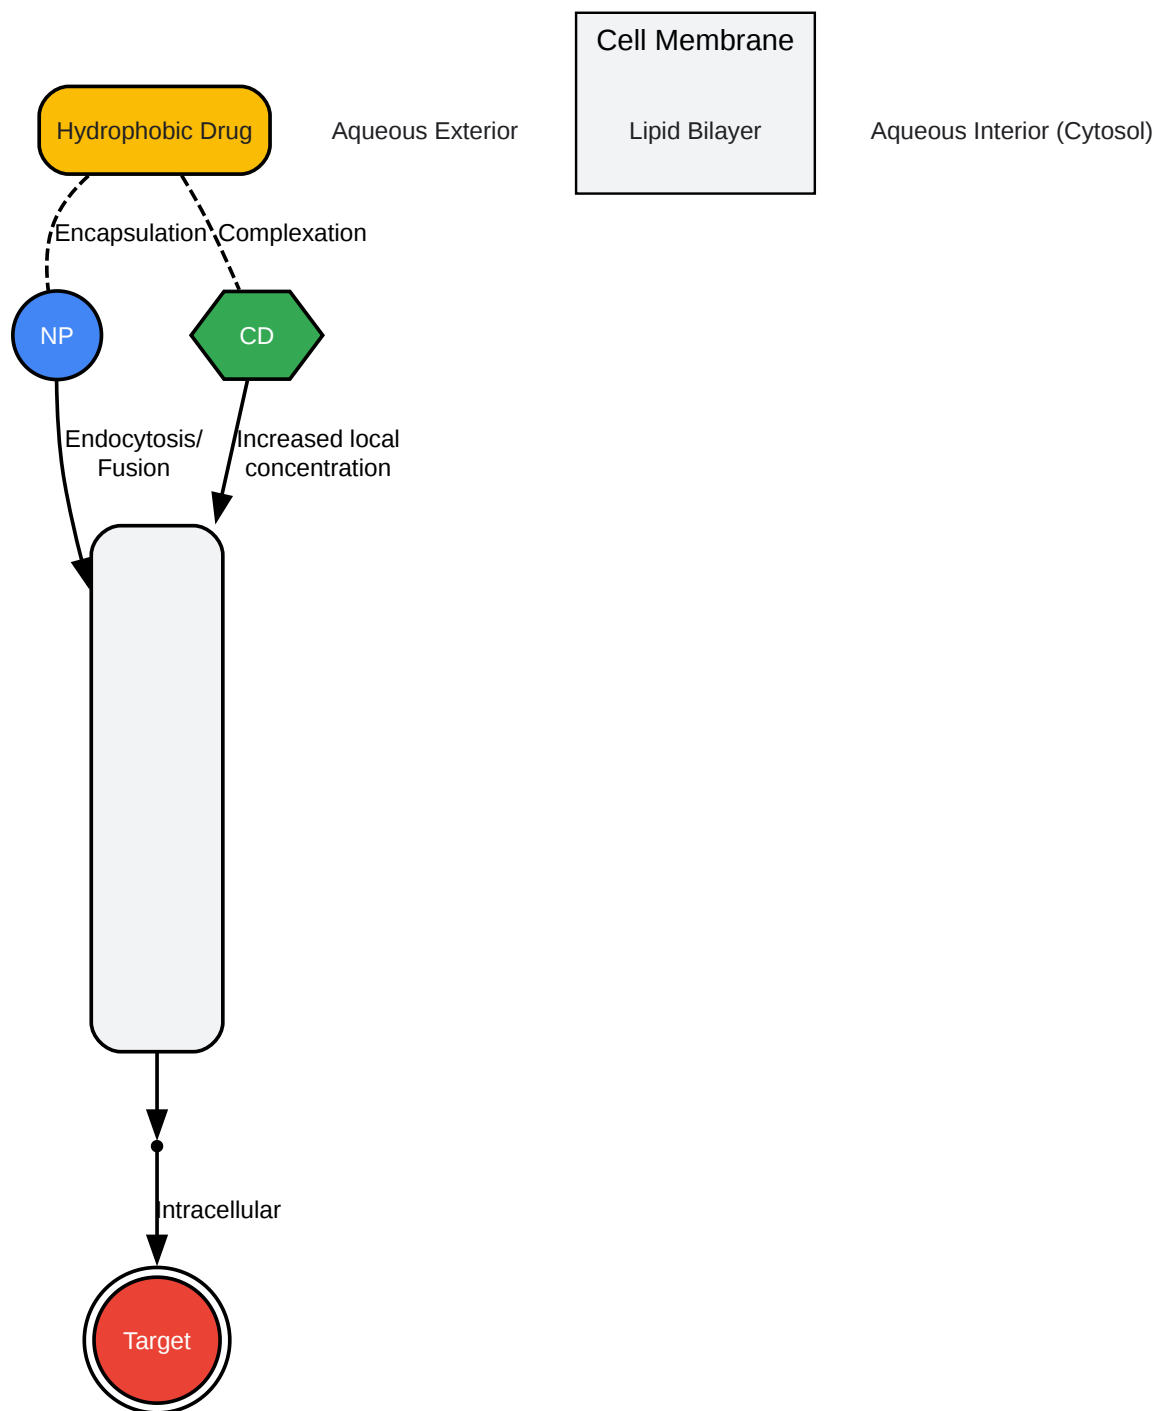 Cell Membrane
Hydrophobic Drug
Aqueous Exterior
Lipid Bilayer
Aqueous Interior (Cytosol)
Encapsulation
Complexation
NP
CD
Endocytosis/
Fusion
Increased local
concentration
Intracellular
Target